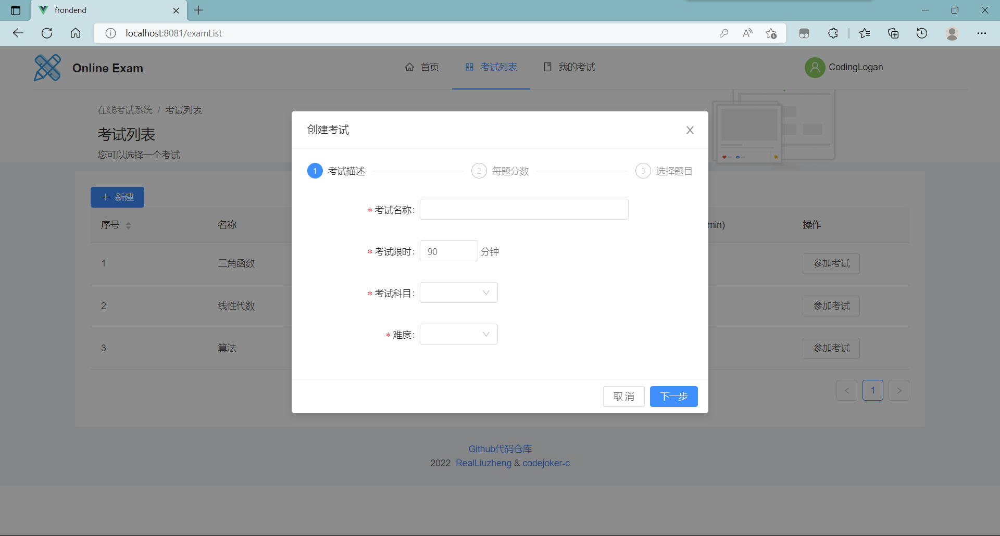 frondend
localhost:8081/examList
Online Exam
首页
考试列表
我的考试
CodingLogan
在线考试系统 / 考试列表
考试列表
您可以选择一个考试
创建考试
1 考试描述
2 每题分数
3 选择题目
* 考试名称:
* 考试限时: 90 分钟
* 考试科目:
* 难度:
取 消
下一步
+ 新建
序号 名称 min) 操作
1 三角函数 参加考试
2 线性代数 参加考试
3 算法 参加考试
< 1 >
Github代码仓库
2022 RealLiuzheng & codejoker-c